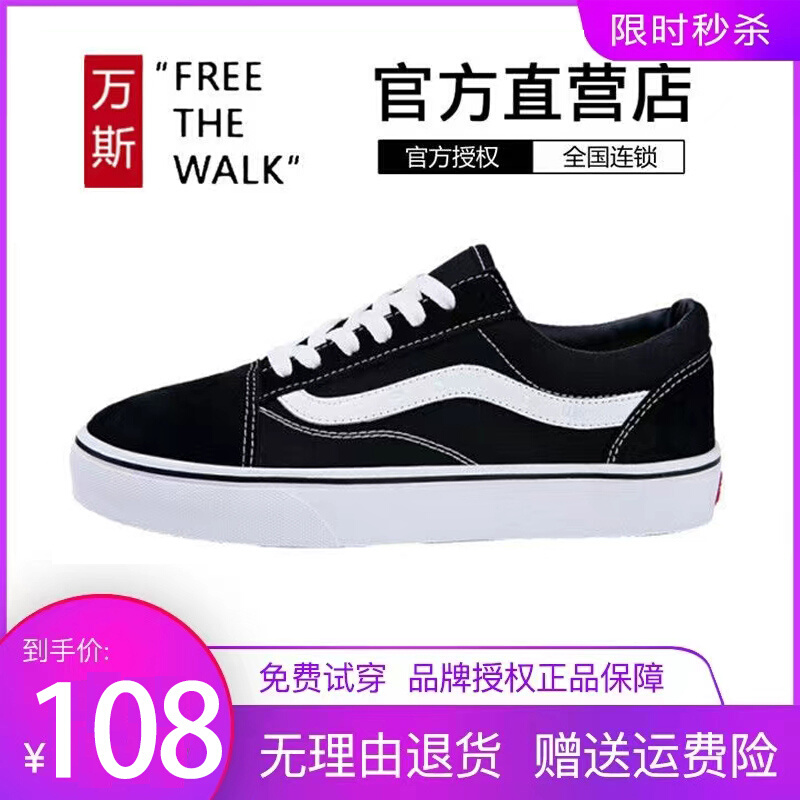 限时秒杀
万斯
"FREE
THE
WALK"
官方直营店
官方授权 全国连锁
到手价:
¥108
免费试穿 品牌授权正品保障
无理由退货 赠送运费险